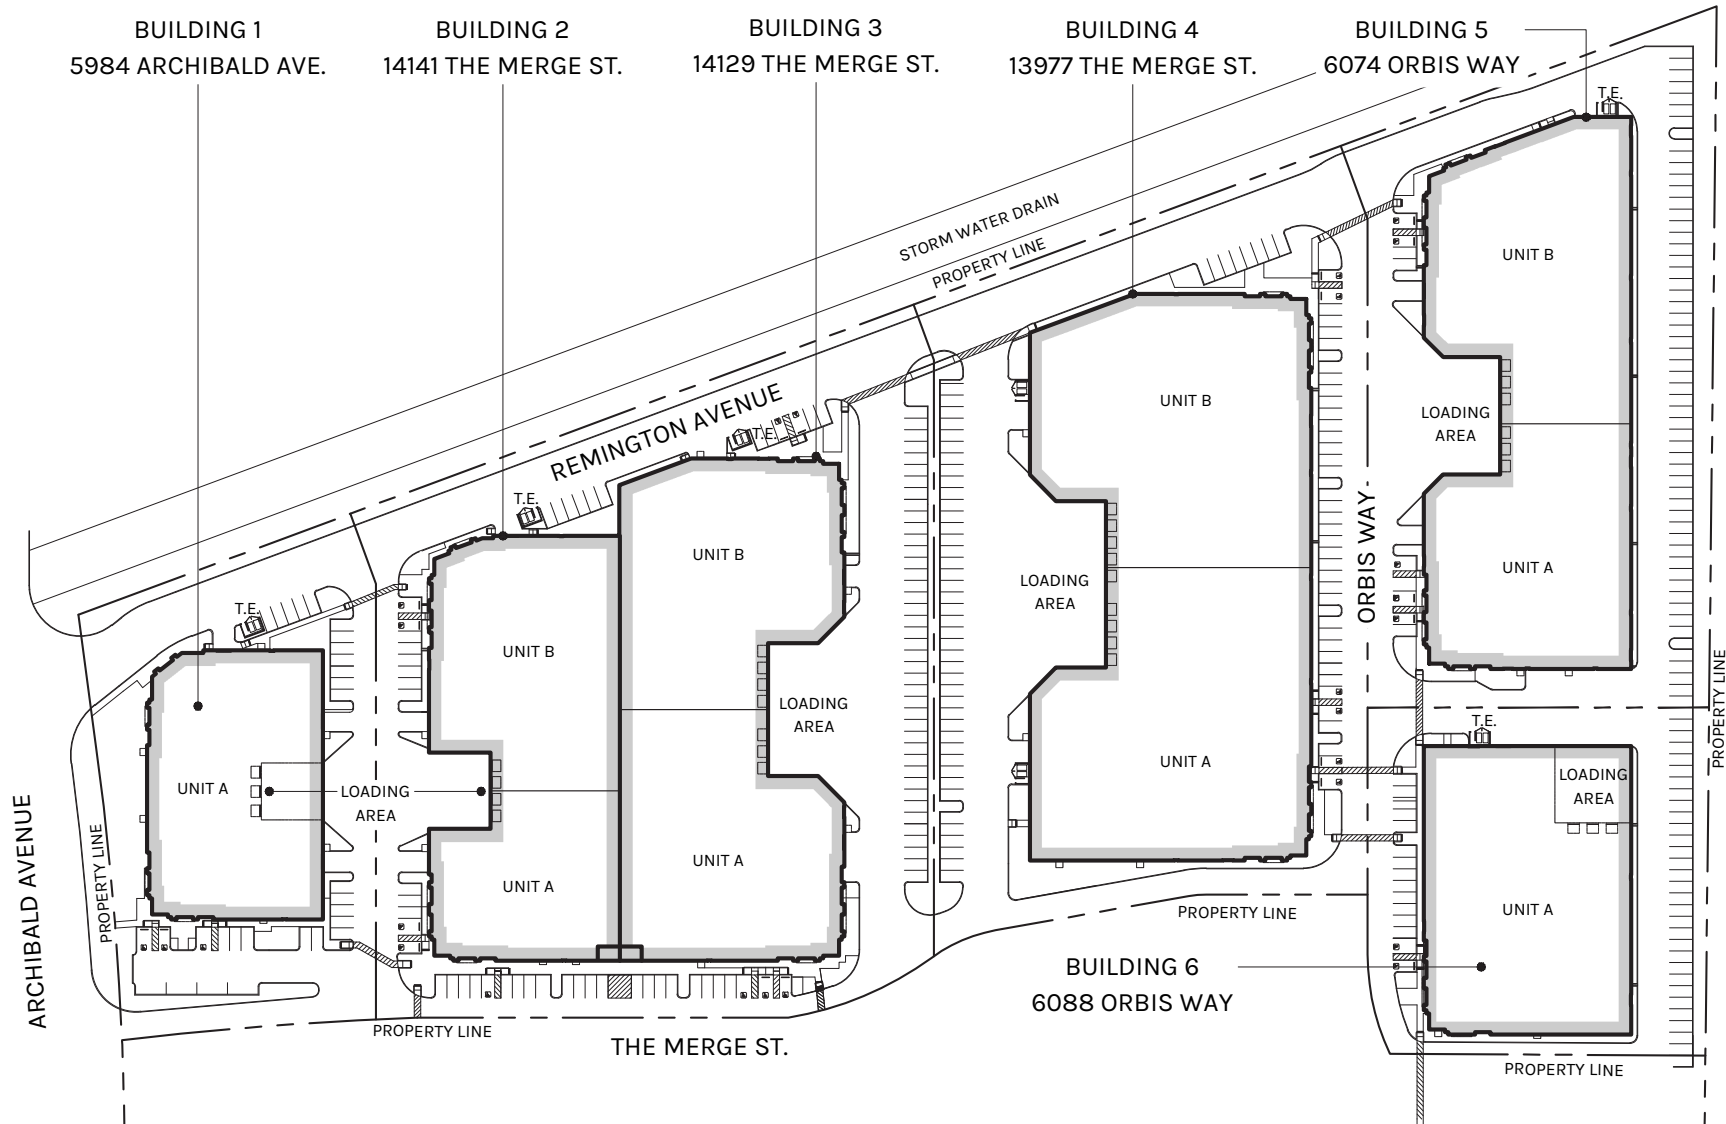 BUILDING 1
5984 ARCHIBALD AVE.
BUILDING 2
14141 THE MERGE ST.
BUILDING 3
14129 THE MERGE ST.
BUILDING 4
13977 THE MERGE ST.
BUILDING 5
6074 ORBIS WAY
T.E.
STORM WATER DRAIN
PROPERTY LINE
UNIT B
REMINGTON AVENUE
UNIT B
LOADING
AREA
T.E.
T.E.
UNIT B
ORBIS WAY
UNIT A
LOADING
AREA
T.E.
UNIT B
LOADING
AREA
PROPERTY LINE
T.E.
UNIT A
LOADING
AREA
UNIT A
LOADING
AREA
ARCHIBALD AVENUE
PROPERTY LINE
UNIT A
UNIT A
UNIT A
PROPERTY LINE
BUILDING 6
6088 ORBIS WAY
PROPERTY LINE
THE MERGE ST.
PROPERTY LINE